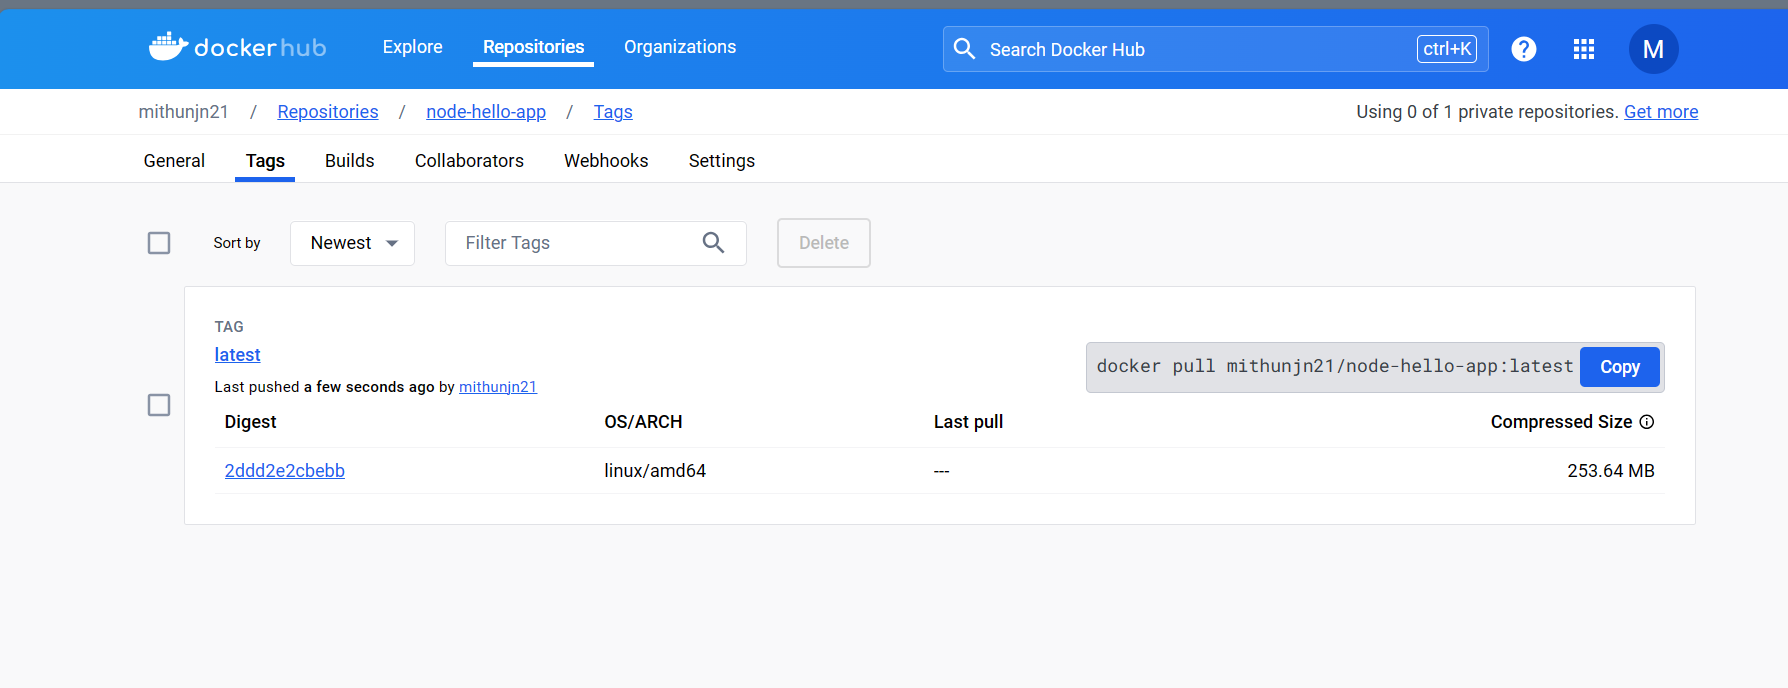 dockerhub Explore Repositories Organizations Search Docker Hub ctrl+K ? M
mithunjn21 / Repositories / node-hello-app / Tags Using 0 of 1 private repositories. Get more
General Tags Builds Collaborators Webhooks Settings
Sort by Newest Filter Tags Delete
TAG
latest
docker pull mithunjn21/node-hello-app:latest Copy
Last pushed a few seconds ago by mithunjn21
Digest OS/ARCH Last pull Compressed Size
2ddd2e2cbebb linux/amd64 --- 253.64 MB